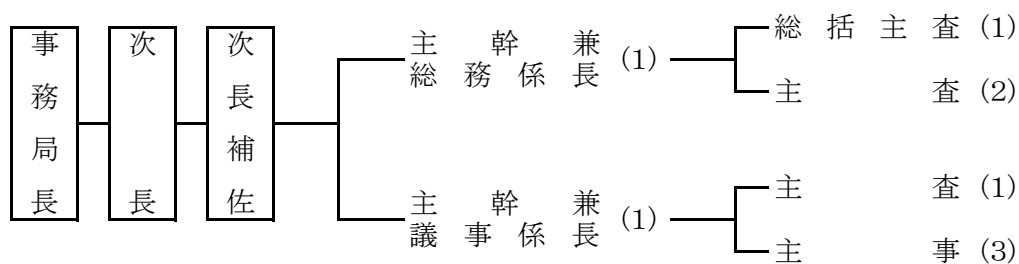 事務局長
次長
次長補佐
主幹兼
総務係長 (1)
総括主査 (1)
主査 (2)
主幹兼
議事係長 (1)
主査 (1)
主事 (3)